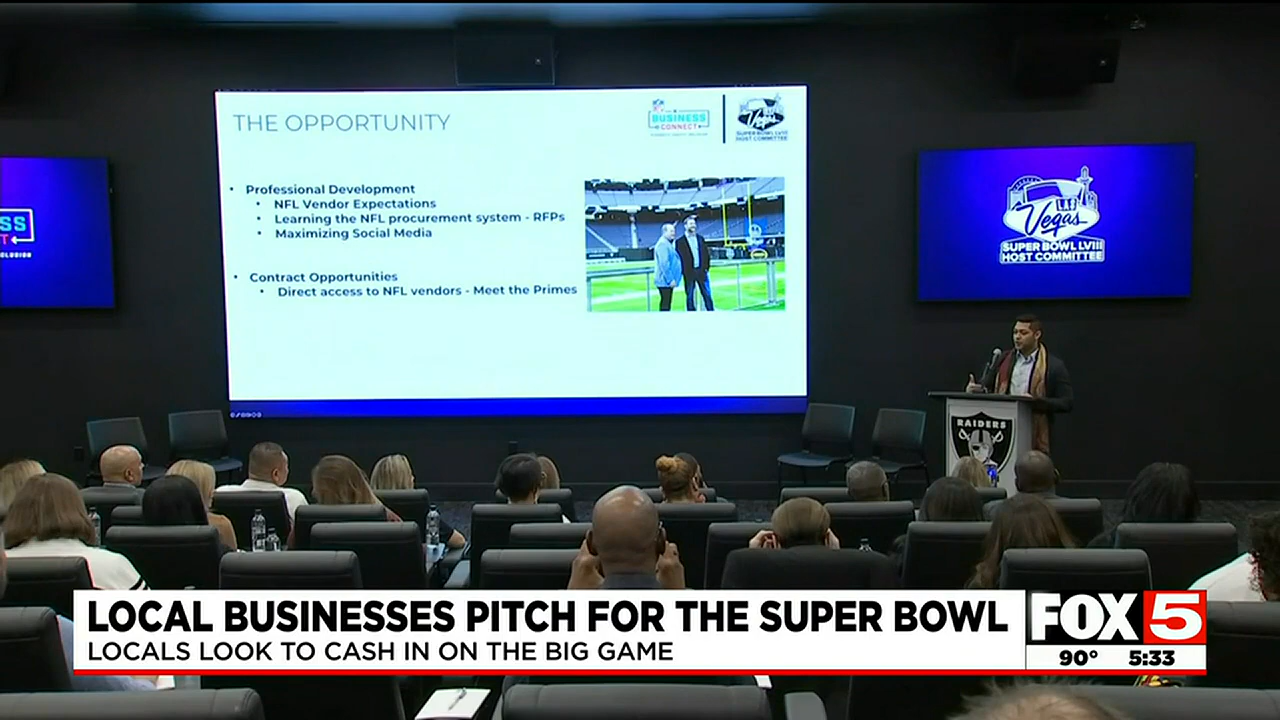 THE OPPORTUNITY
BUSINESS
CONNECT
Vegas
SUPER BOWL LVIII
HOST COMMITTEE
• Professional Development
• NFL Vendor Expectations
• Learning the NFL procurement system - RFPs
• Maximizing Social Media
• Contract Opportunities
• Direct access to NFL vendors - Meet the Primes
LAS
Vegas
SUPER BOWL LVIII
HOST COMMITTEE
RAIDERS
LOCAL BUSINESSES PITCH FOR THE SUPER BOWL
LOCALS LOOK TO CASH IN ON THE BIG GAME
FOX 5
90° 5:33